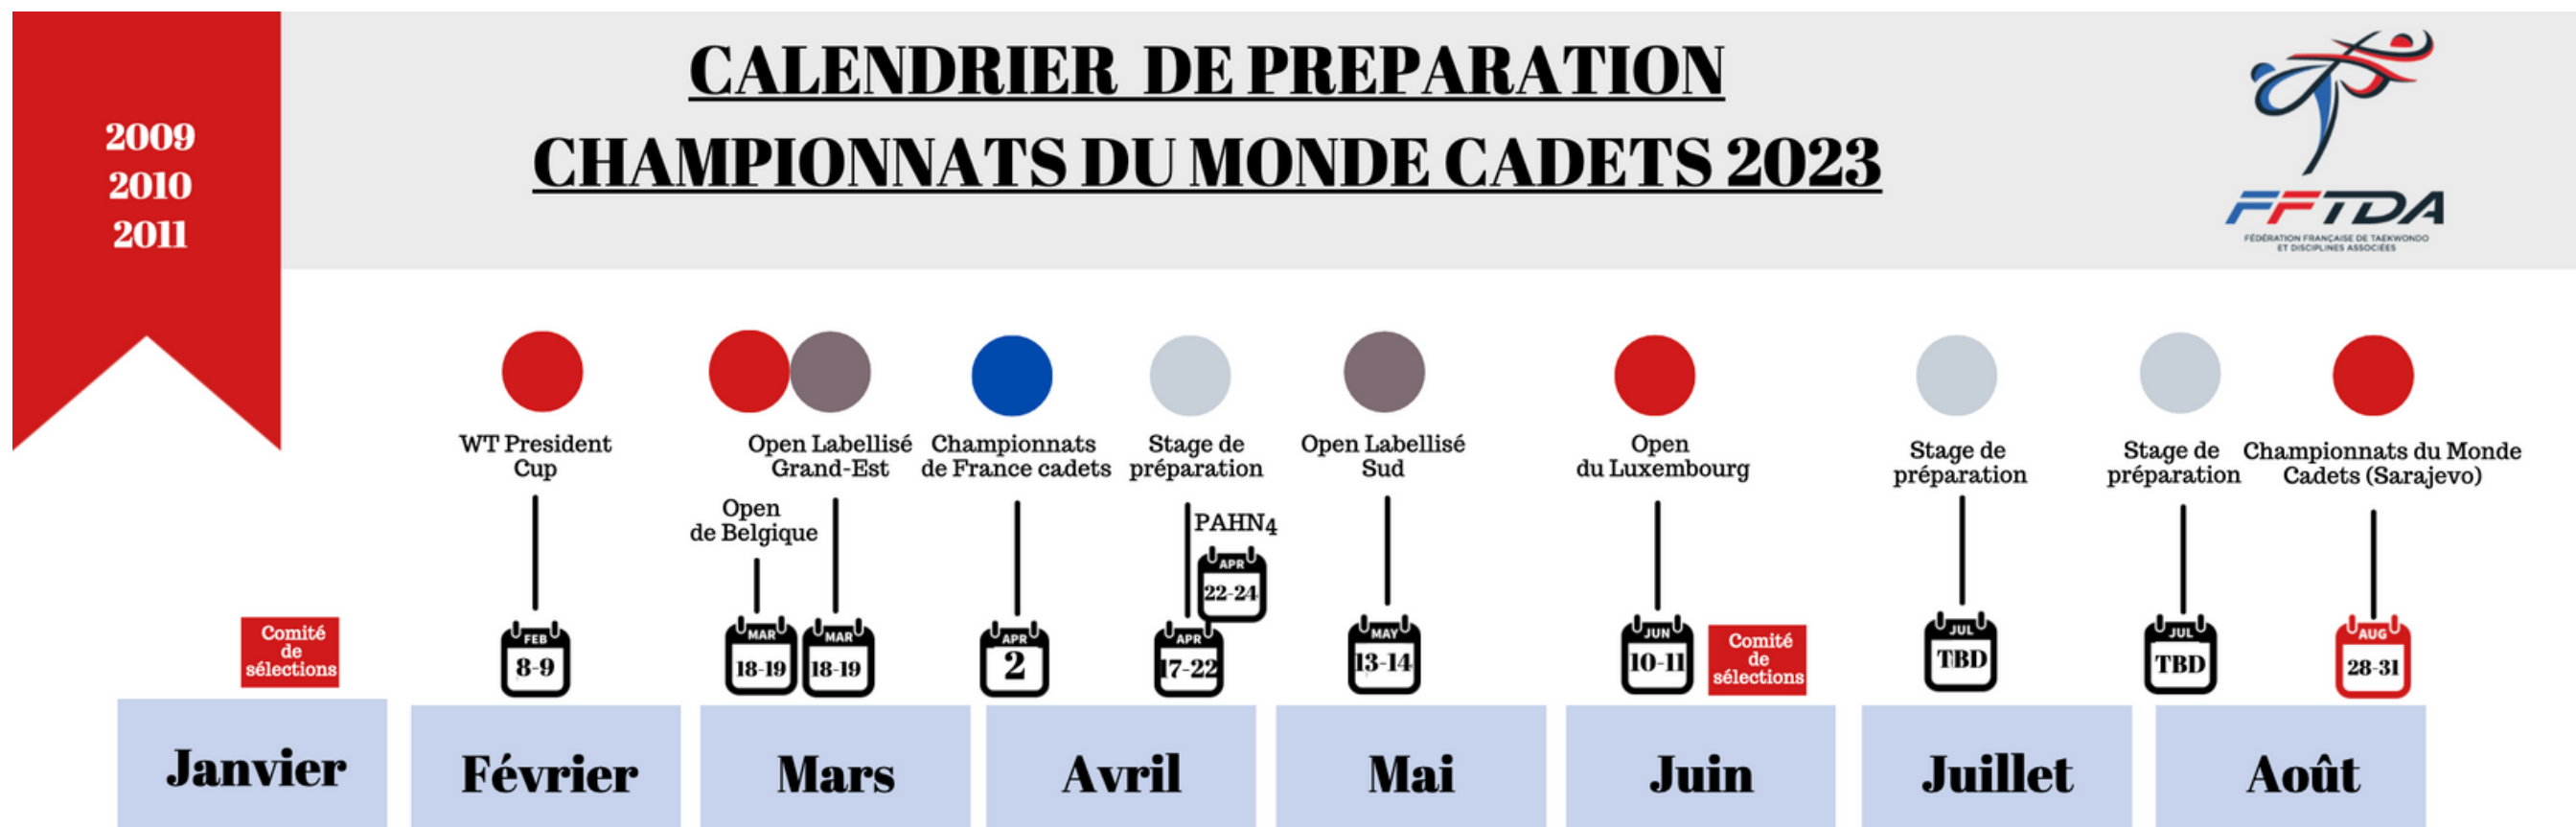 2009
2010
2011
CALENDRIER DE PREPARATION
CHAMPIONNATS DU MONDE CADETS 2023
FFTDA
FÉDÉRATION FRANÇAISE DE TAEKWONDO
ET DISCIPLINES ASSOCIÉES
Comité
de
sélections
WT President
Cup
FEB
8-9
Open
de Belgique
MAR
18-19
Open Labellisé
Grand-Est
MAR
18-19
Championnats
de France cadets
APR
2
Stage de
préparation
APR
17-22
PAHN4
APR
22-24
Open Labellisé
Sud
MAY
13-14
Open
du Luxembourg
JUN
10-11
Comité
de
sélections
Stage de
préparation
JUL
TBD
Stage de
préparation
JUL
TBD
Championnats du Monde
Cadets (Sarajevo)
AUG
28-31
Janvier
Février
Mars
Avril
Mai
Juin
Juillet
Août